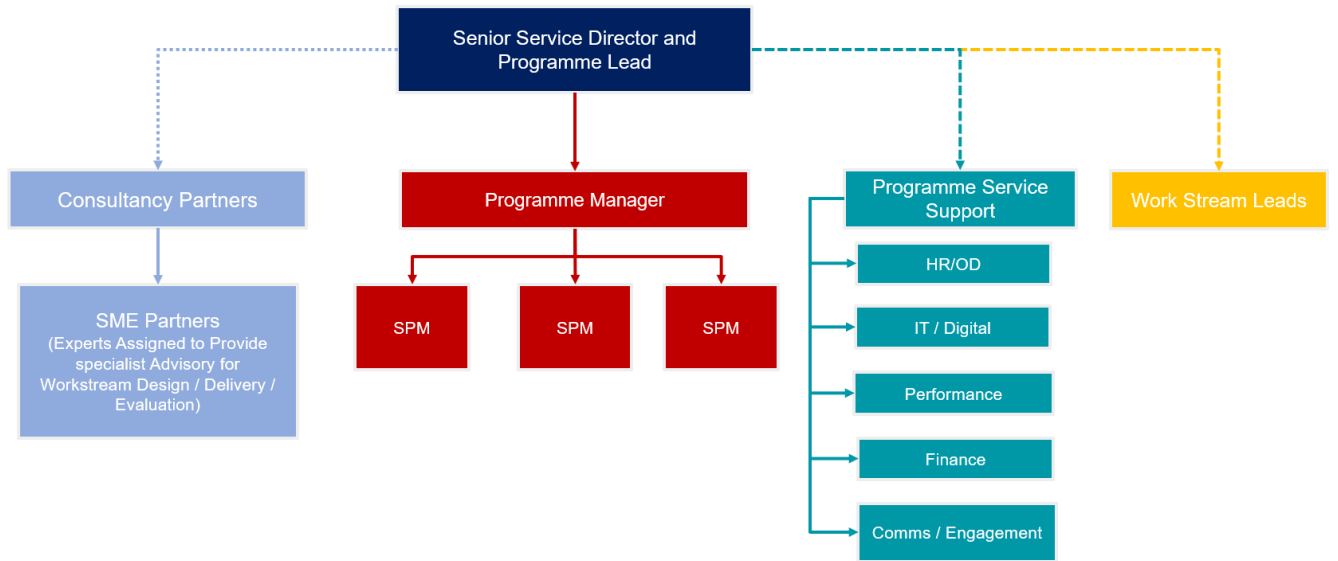 Senior Service Director and
Programme Lead
Consultancy Partners
Programme Manager
Programme Service
Support
Work Stream Leads
SME Partners
(Experts Assigned to Provide
specialist Advisory for
Workstream Design / Delivery /
Evaluation)
SPM
SPM
SPM
HR/OD
IT / Digital
Performance
Finance
Comms / Engagement